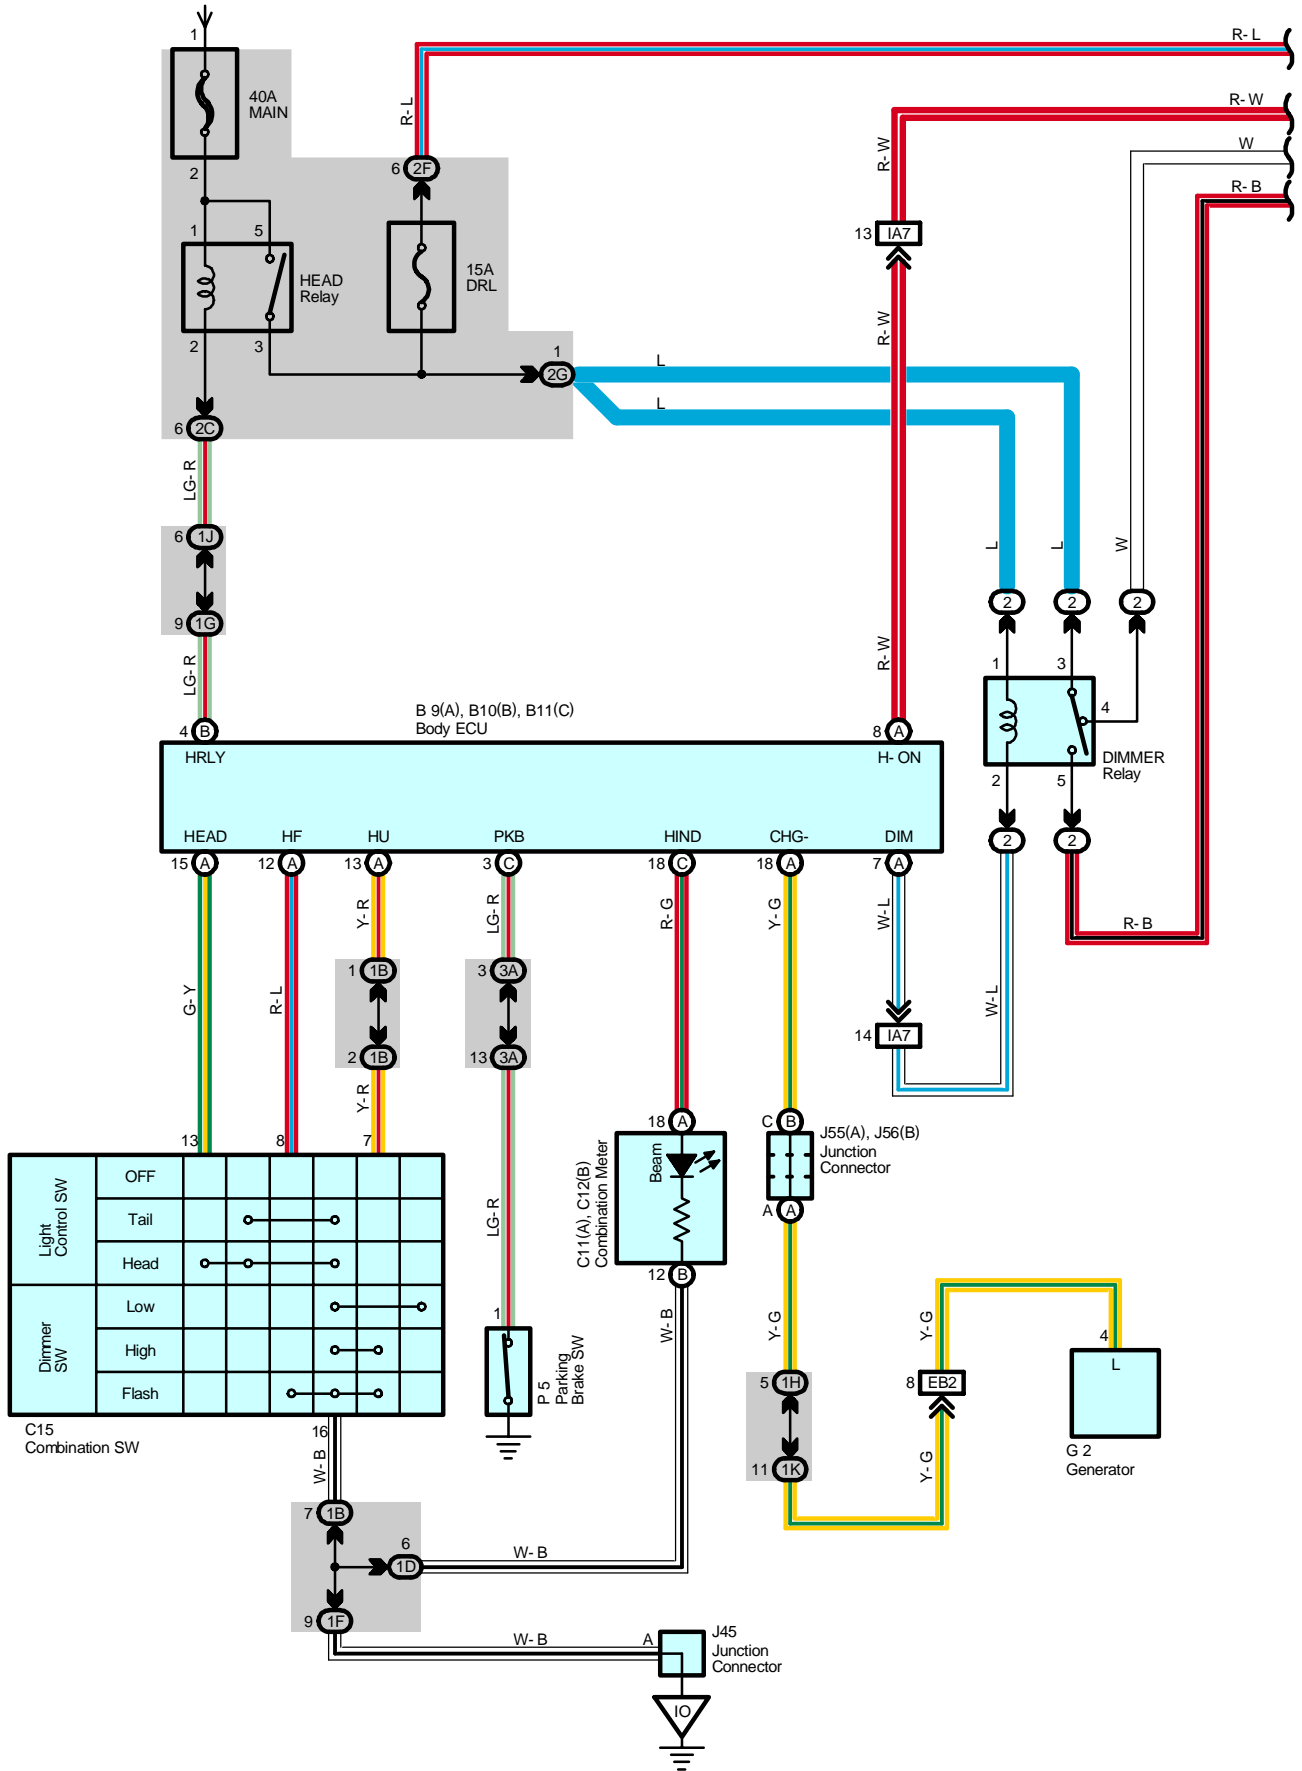 1
R- L
40A
MAIN
R- L
R- W
R- W
W
R- B
2
6 2F
13 IA7
1 5
HEAD
Relay
15A
DRL
2 3
1
2G
L
L
R- W
6 2C
LG- R
6 1J
9 1G
LG- R
L
L
W
2
2
2
R- W
1 3
4
DIMMER
Relay
2 5
B 9(A), B10(B), B11(C)
Body ECU
4 B
8 A
HRLY
H- ON
HEAD
HF
HU
PKB
HIND
CHG-
DIM
15 A
12 A
13 A
3 C
18 C
18 A
7 A
2
2
G- Y
R- L
Y- R
LG- R
R- G
Y- G
W- L
W- L
R- B
1 1B
3 3A
2 1B
13 3A
14 IA7
Y- R
13
8
7
18 A
C B
J55(A), J56(B)
Junction
Connector
A A
Beam
C11(A), C12(B)
Combination Meter
12 B
Light
Control SW
OFF
Tail
Head
Dimmer
SW
Low
High
Flash
C15
Combination SW
LG- R
1
P 5
Parking
Brake SW
W- B
Y- G
5 1H
11 1K
Y- G
8 EB2
Y- G
4
L
G 2
Generator
16
W- B
7 1B
6
1D
W- B
9 1F
W- B
A
J45
Junction
Connector
IO